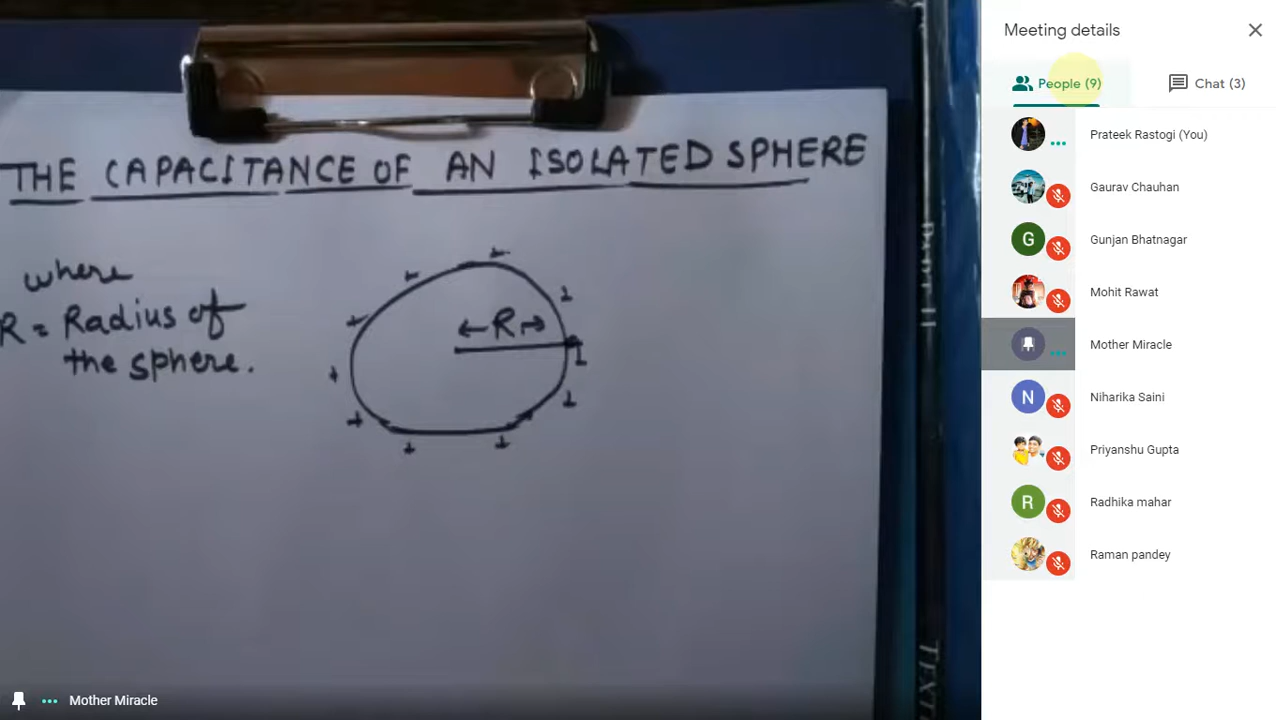 THE CAPACITANCE OF AN ISOLATED SPHERE
where
R = Radius of
the sphere.
R
Mother Miracle
Meeting details
People (9)
Chat (3)
Prateek Rastogi (You)
Gaurav Chauhan
G
Gunjan Bhatnagar
Mohit Rawat
Mother Miracle
N
Niharika Saini
Priyanshu Gupta
R
Radhika mahar
Raman pandey